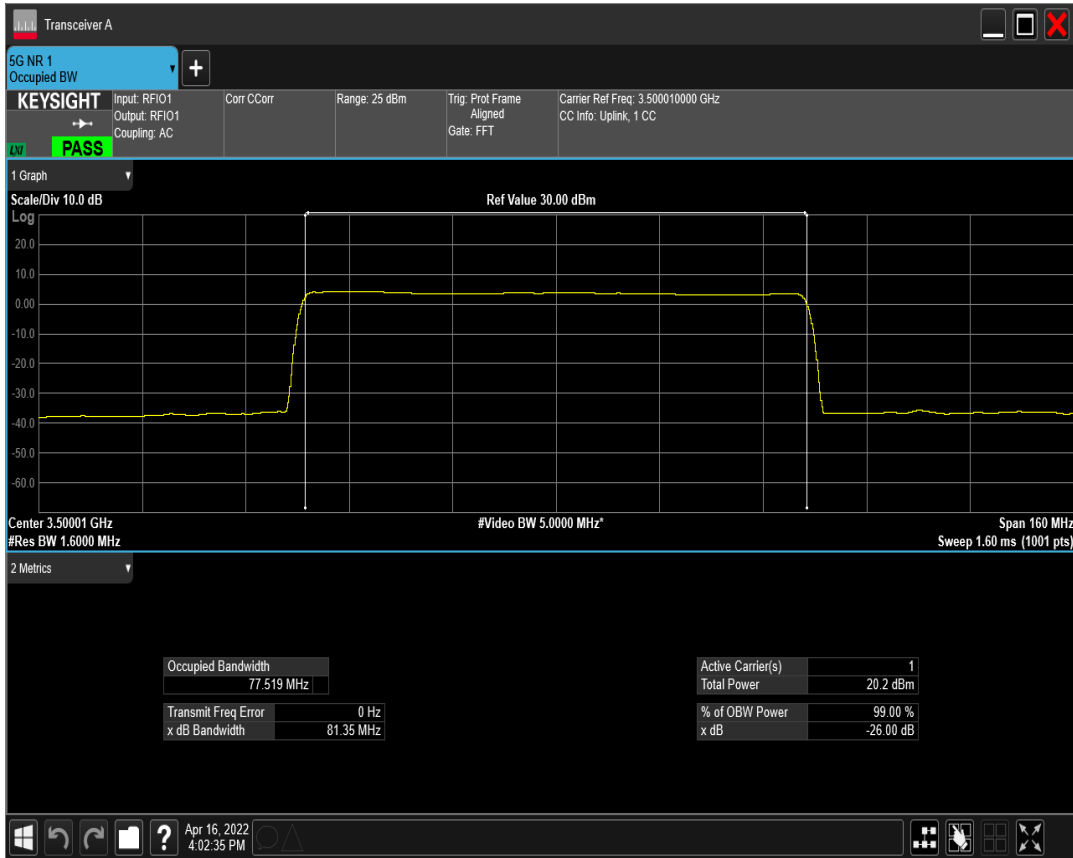 Transceiver A
5G NR 1
Occupied BW
KEYSIGHT
LXI
PASS
Input: RFIO1
Output: RFIO1
Coupling: AC
Corr CCorr
Range: 25 dBm
Trig: Prot Frame
Aligned
Gate: FFT
Carrier Ref Freq: 3.500010000 GHz
CC Info: Uplink, 1 CC
1 Graph
Scale/Div 10.0 dB
Ref Value 30.00 dBm
Log
20.0
10.0
0.00
-10.0
-20.0
-30.0
-40.0
-50.0
-60.0
Center 3.50001 GHz
#Video BW 5.0000 MHz*
Span 160 MHz
#Res BW 1.6000 MHz
Sweep 1.60 ms (1001 pts)
2 Metrics
Occupied Bandwidth
77.519 MHz
Transmit Freq Error 0 Hz
x dB Bandwidth 81.35 MHz
Active Carrier(s) 1
Total Power 20.2 dBm
% of OBW Power 99.00 %
x dB -26.00 dB
?
Apr 16, 2022
4:02:35 PM